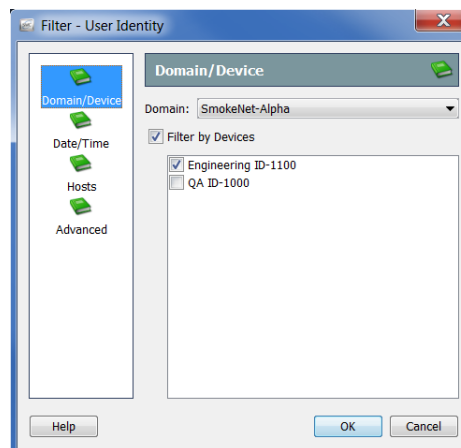 Filter - User Identity
Domain/Device
Date/Time
Hosts
Advanced
Domain/Device
Domain: SmokeNet-Alpha
Filter by Devices
Engineering ID-1100
QA ID-1000
Help
OK
Cancel